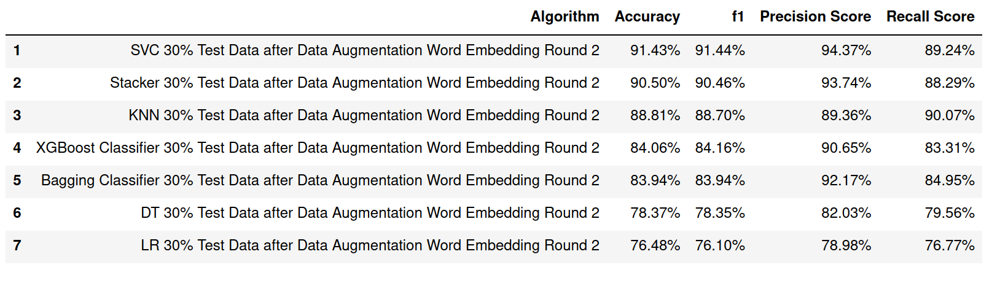 Algorithm Accuracy f1 Precision Score Recall Score
1 SVC 30% Test Data after Data Augmentation Word Embedding Round 2 91.43% 91.44% 94.37% 89.24%
2 Stacker 30% Test Data after Data Augmentation Word Embedding Round 2 90.50% 90.46% 93.74% 88.29%
3 KNN 30% Test Data after Data Augmentation Word Embedding Round 2 88.81% 88.70% 89.36% 90.07%
4 XGBoost Classifier 30% Test Data after Data Augmentation Word Embedding Round 2 84.06% 84.16% 90.65% 83.31%
5 Bagging Classifier 30% Test Data after Data Augmentation Word Embedding Round 2 83.94% 83.94% 92.17% 84.95%
6 DT 30% Test Data after Data Augmentation Word Embedding Round 2 78.37% 78.35% 82.03% 79.56%
7 LR 30% Test Data after Data Augmentation Word Embedding Round 2 76.48% 76.10% 78.98% 76.77%